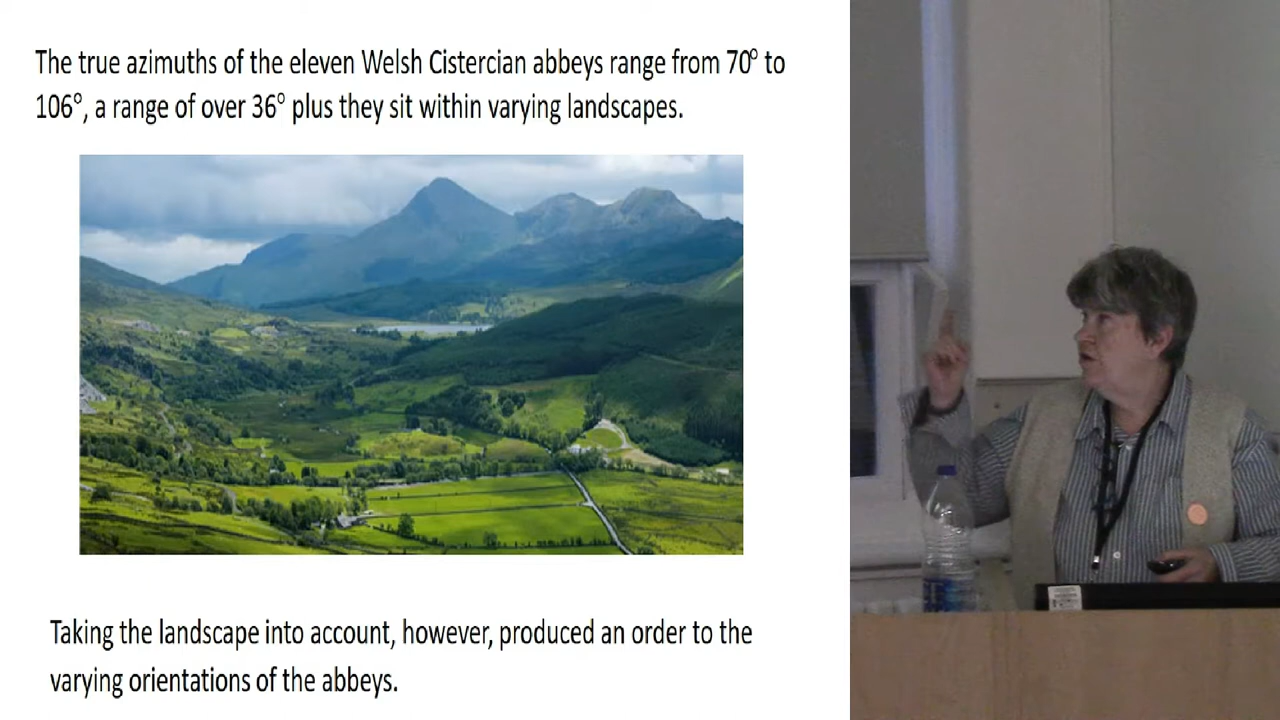 The true azimuths of the eleven Welsh Cistercian abbeys range from 70° to
106°, a range of over 36° plus they sit within varying landscapes.
Taking the landscape into account, however, produced an order to the
varying orientations of the abbeys.